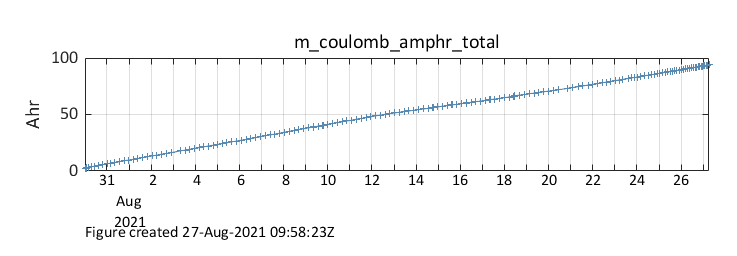 m_coulomb_amphr_total
100
50
0
Ahr
31 2 4 6 8 10 12 14 16 18 20 22 24 26
Aug
2021
Figure created 27-Aug-2021 09:58:23Z